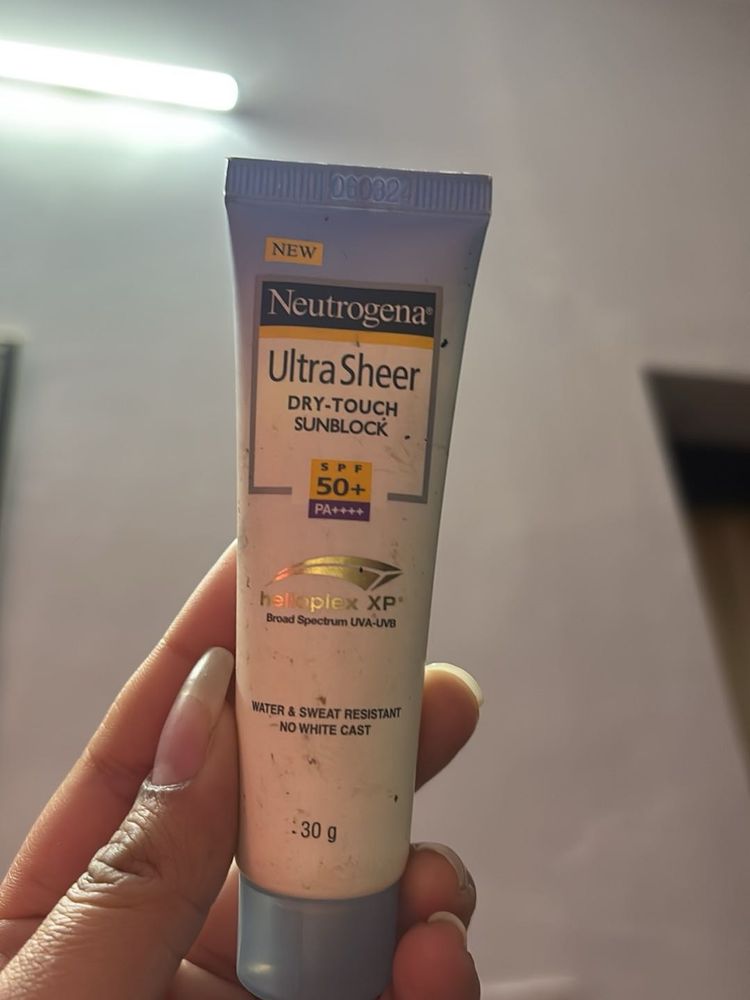 060324
NEW
Neutrogena®
Ultra Sheer
DRY-TOUCH
SUNBLOCK
SPF
50+
PA++++
helioplex XP®
Broad Spectrum UVA-UVB
WATER & SWEAT RESISTANT
NO WHITE CAST
30 g